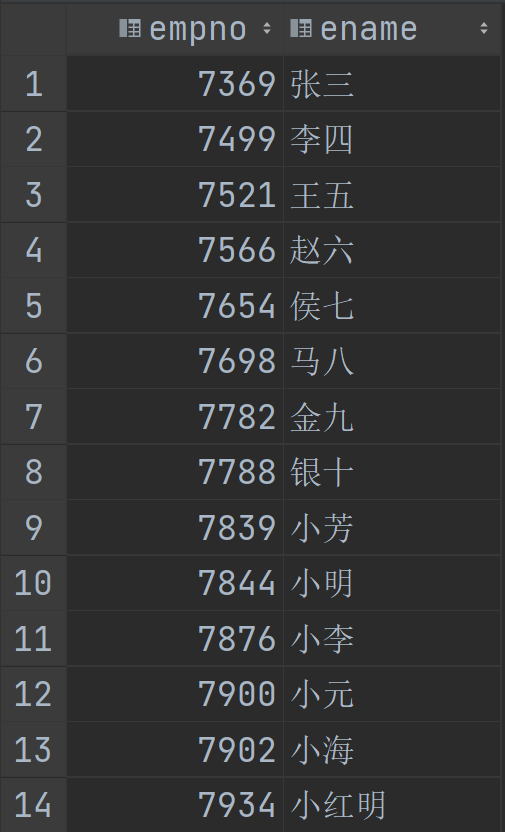 empno ename
1 7369 张三
2 7499 李四
3 7521 王五
4 7566 赵六
5 7654 侯七
6 7698 马八
7 7782 金九
8 7788 银十
9 7839 小芳
10 7844 小明
11 7876 小李
12 7900 小元
13 7902 小海
14 7934 小红明